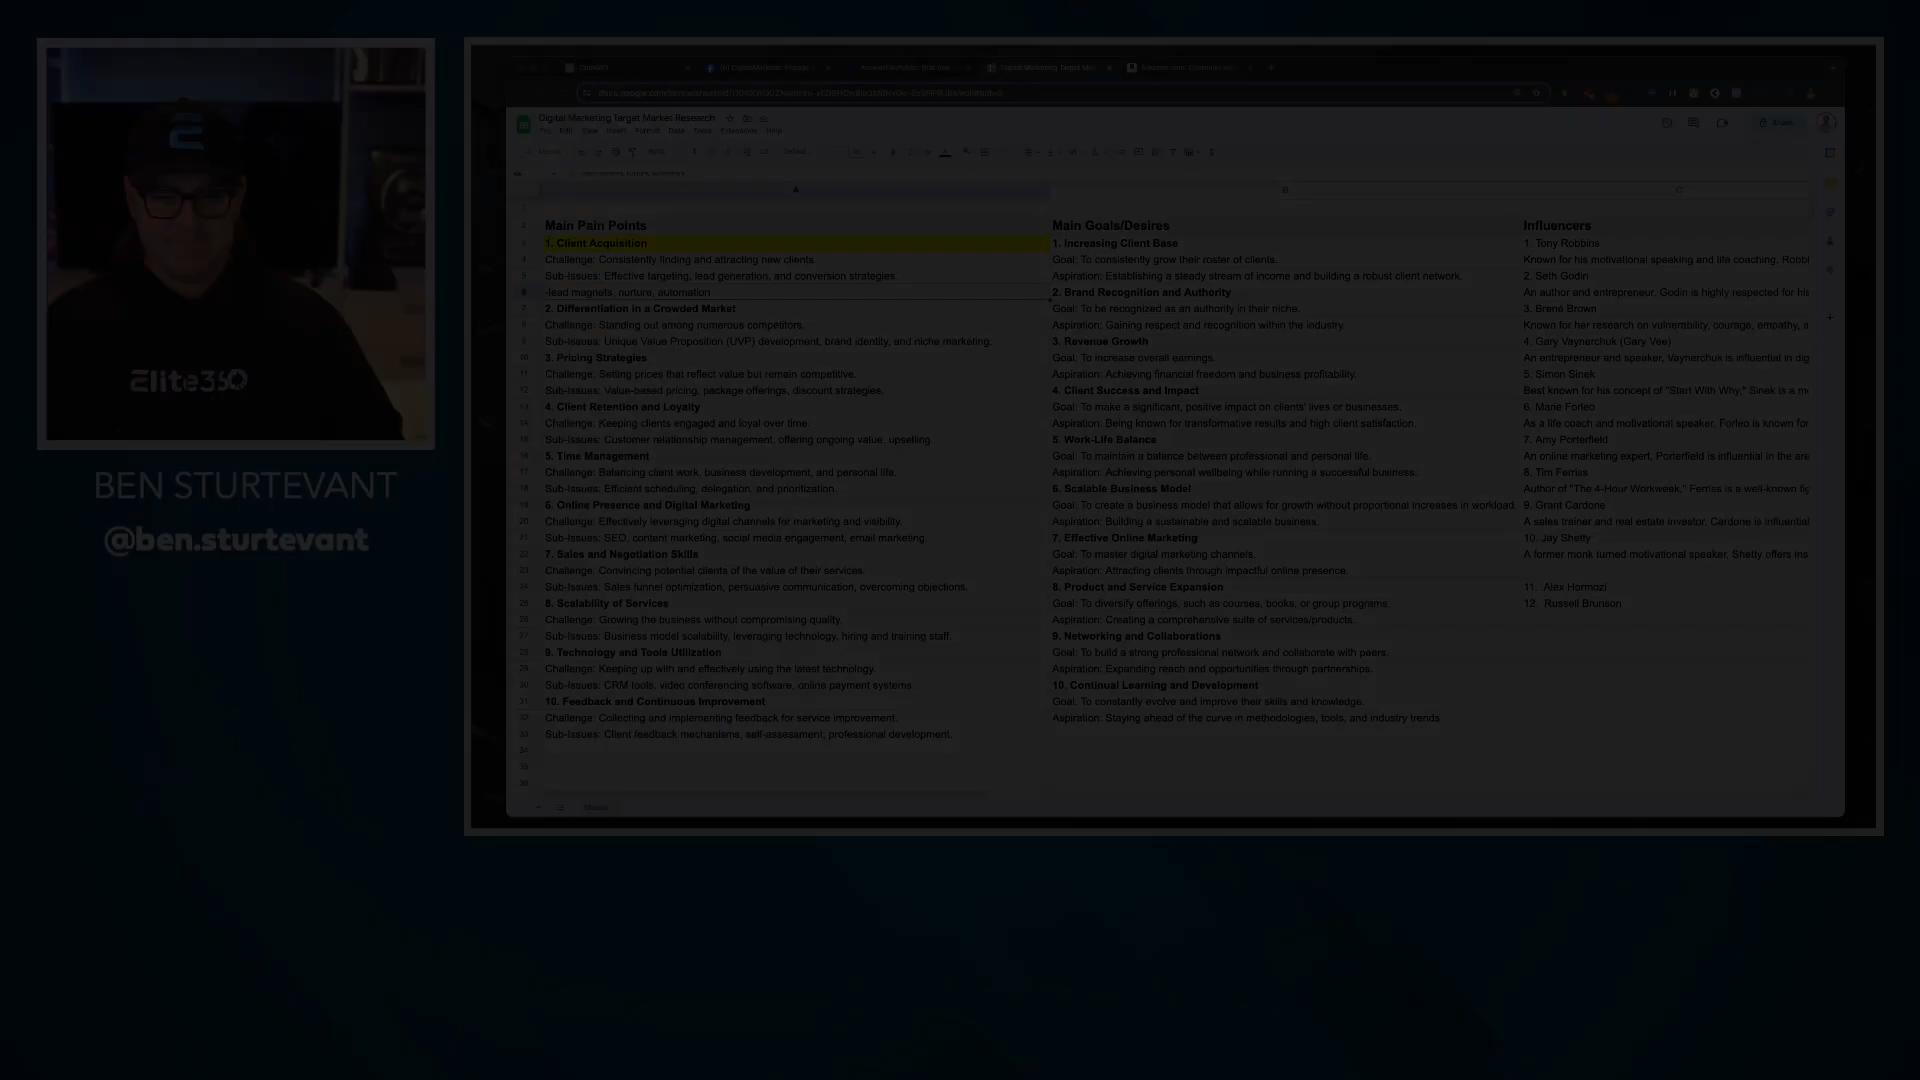 Elite360
BEN STURTEVANT
@ben.sturtevant
Digital Marketing Target Market Research
File Edit View Insert Format Data Tools Extensions Help
Share
A
B
C
Main Pain Points
1. Client Acquisition
Challenge: Consistently finding and attracting new clients
Sub-Issues: Effective targeting, lead generation, and conversion strategies
-lead magnets, nurture, automation
2. Differentiation in a Crowded Market
Challenge: Standing out among numerous competitors.
Sub-Issues: Unique Value Proposition (UVP) development, brand identity, and niche marketing.
3. Pricing Strategies
Challenge: Setting prices that reflect value but remain competitive.
Sub-Issues: Value-based pricing, package offerings, discount strategies.
4. Client Retention and Loyalty
Challenge: Keeping clients engaged and loyal over time.
Sub-Issues: Customer relationship management, offering ongoing value, upselling
5. Time Management
Challenge: Balancing client work, business development, and personal life.
Sub-Issues: Efficient scheduling, delegation, and prioritization.
6. Online Presence and Digital Marketing
Challenge: Effectively leveraging digital channels for marketing and visibility.
Sub-Issues: SEO, content marketing, social media engagement, email marketing
7. Sales and Negotiation Skills
Challenge: Convincing potential clients of the value of their services.
Sub-Issues: Sales funnel optimization, persuasive communication, overcoming objections.
8. Scalability of Services
Challenge: Growing the business without compromising quality.
Sub-Issues: Business model scalability, leveraging technology, hiring and training staff.
9. Technology and Tools Utilization
Challenge: Keeping up with and effectively using the latest technology.
Sub-Issues: CRM tools, video conferencing software, online payment systems
10. Feedback and Continuous Improvement
Challenge: Collecting and implementing feedback for service improvement.
Sub-Issues: Client feedback mechanisms, self-assessment, professional development.
Main Goals/Desires
1. Increasing Client Base
Goal: To consistently grow their roster of clients.
Aspiration: Establishing a steady stream of income and building a robust client network.
2. Brand Recognition and Authority
Goal: To be recognized as an authority in their niche.
Aspiration: Gaining respect and recognition within the industry.
3. Revenue Growth
Goal: To increase overall earnings.
Aspiration: Achieving financial freedom and business profitability.
4. Client Success and Impact
Goal: To make a significant, positive impact on clients' lives or businesses.
Aspiration: Being known for transformative results and high client satisfaction.
5. Work-Life Balance
Goal: To maintain a balance between professional and personal life.
Aspiration: Achieving personal wellbeing while running a successful business.
6. Scalable Business Model
Goal: To create a business model that allows for growth without proportional increases in workload.
Aspiration: Building a sustainable and scalable business.
7. Effective Online Marketing
Goal: To master digital marketing channels.
Aspiration: Attracting clients through impactful online presence.
8. Product and Service Expansion
Goal: To diversify offerings, such as courses, books, or group programs.
Aspiration: Creating a comprehensive suite of services/products.
9. Networking and Collaborations
Goal: To build a strong professional network and collaborate with peers.
Aspiration: Expanding reach and opportunities through partnerships.
10. Continual Learning and Development
Goal: To constantly evolve and improve their skills and knowledge.
Aspiration: Staying ahead of the curve in methodologies, tools, and industry trends
Influencers
1. Tony Robbins
Known for his motivational speaking and life coaching, Robbi
2. Seth Godin
An author and entrepreneur, Godin is highly respected for his
3. Brené Brown
Known for her research on vulnerability, courage, empathy, a
4. Gary Vaynerchuk (Gary Vee)
An entrepreneur and speaker, Vaynerchuk is influential in dig
5. Simon Sinek
Best known for his concept of "Start With Why," Sinek is a m
6. Marie Forleo
As a life coach and motivational speaker, Forleo is known for
7. Amy Porterfield
An online marketing expert, Porterfield is influential in the are
8. Tim Ferriss
Author of "The 4-Hour Workweek," Ferriss is a well-known fig
9. Grant Cardone
A sales trainer and real estate investor, Cardone is influential
10. Jay Shetty
A former monk turned motivational speaker, Shetty offers ins
11. Alex Hormozi
12. Russell Brunson